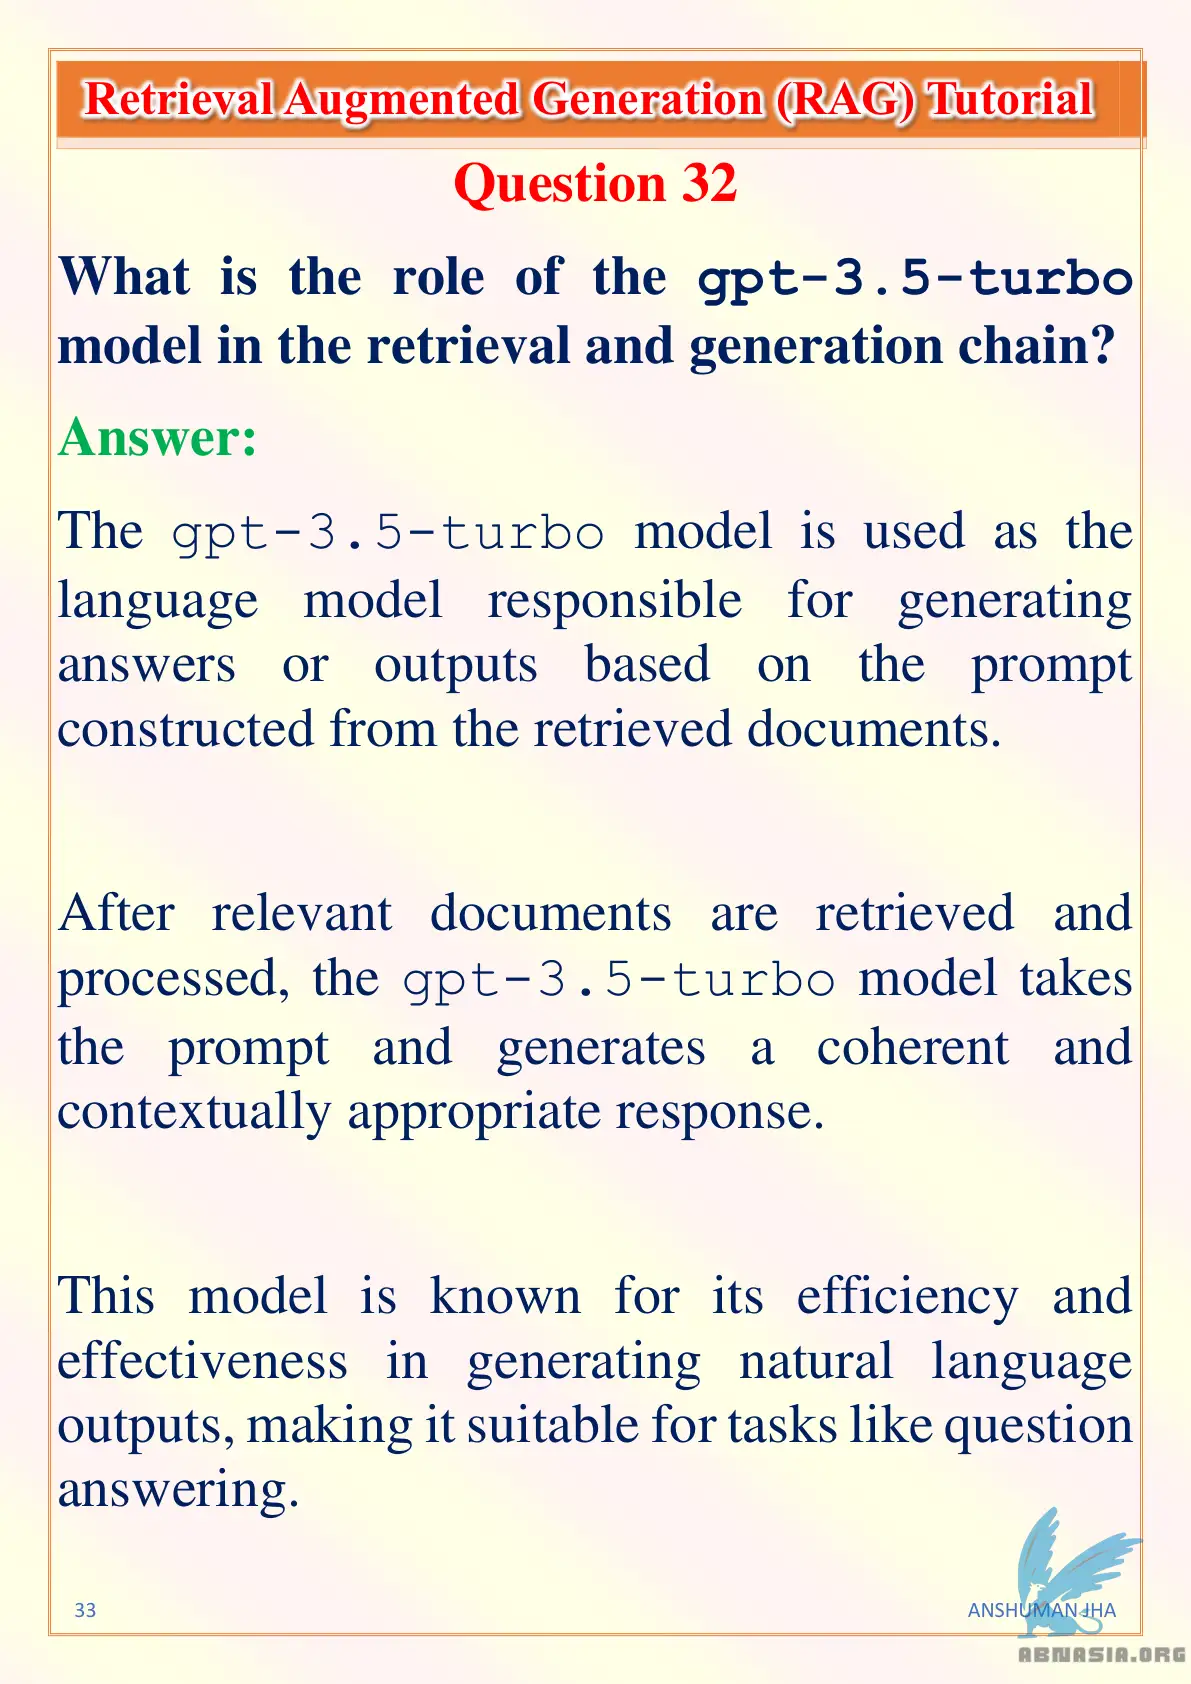 Retrieval Augmented Generation (RAG) Tutorial
Question 32
What is the role of the gpt-3.5-turbo
model in the retrieval and generation chain?
Answer:
The gpt-3.5-turbo model is used as the
language model responsible for generating
answers or outputs based on the prompt
constructed from the retrieved documents.
After relevant documents are retrieved and
processed, the gpt-3.5-turbo model takes
the prompt and generates a coherent and
contextually appropriate response.
This model is known for its efficiency and
effectiveness in generating natural language
outputs, making it suitable for tasks like question
answering.
33
ANSHUMAN JHA
ABNASIA.ORG